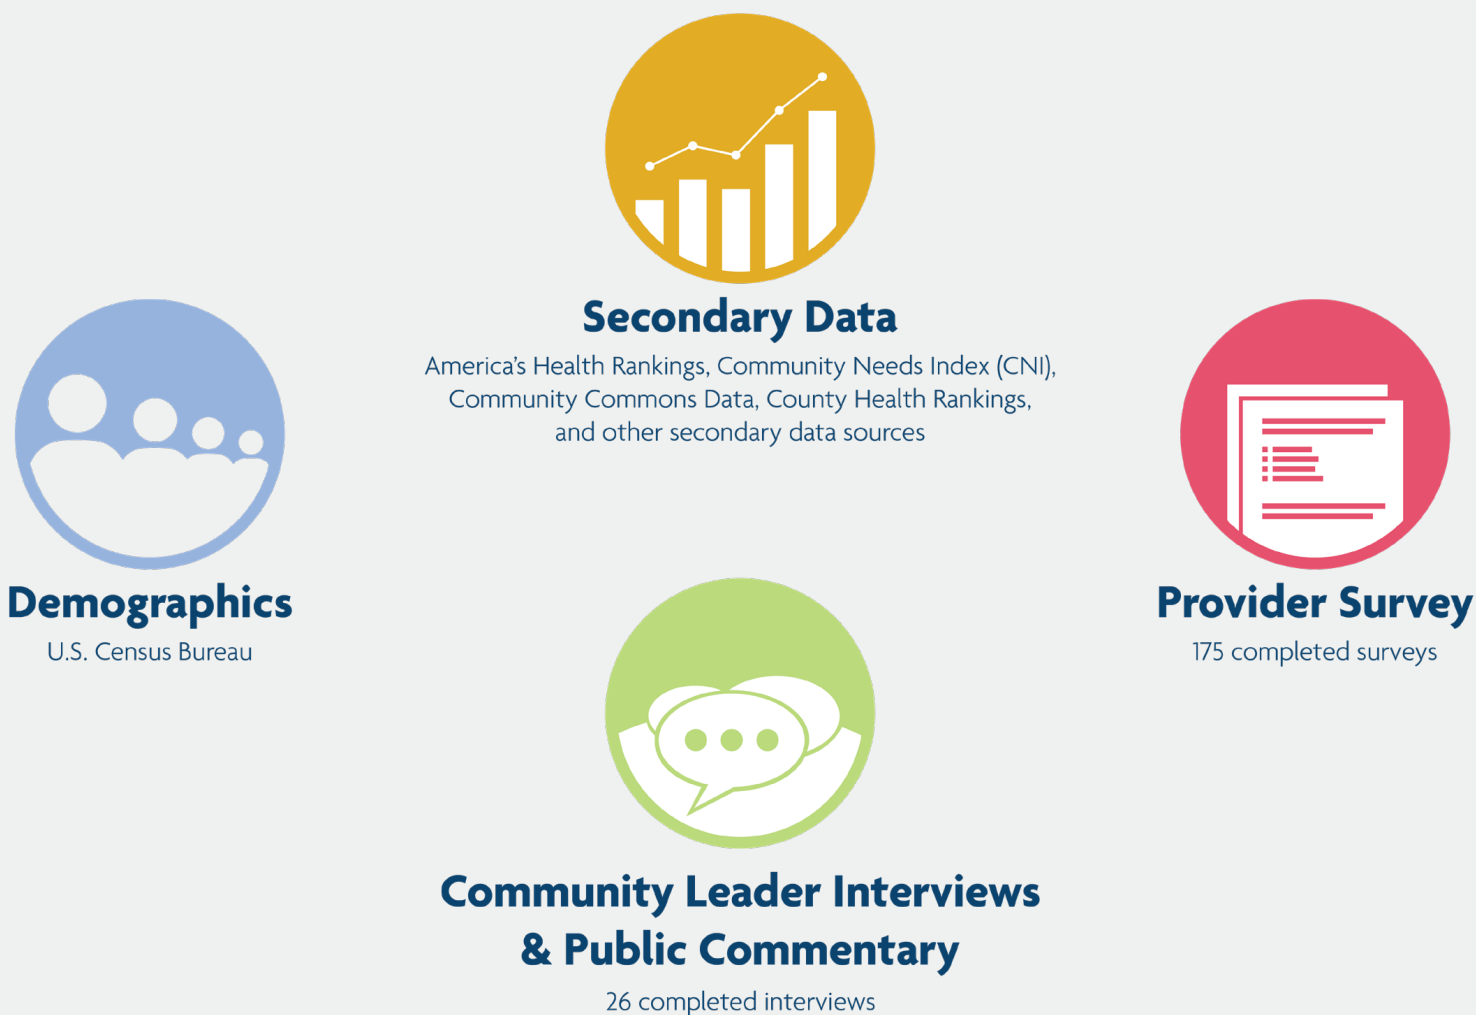 Secondary Data
America's Health Rankings, Community Needs Index (CNI),
Community Commons Data, County Health Rankings,
and other secondary data sources
Demographics
U.S. Census Bureau
Provider Survey
175 completed surveys
Community Leader Interviews
& Public Commentary
26 completed interviews